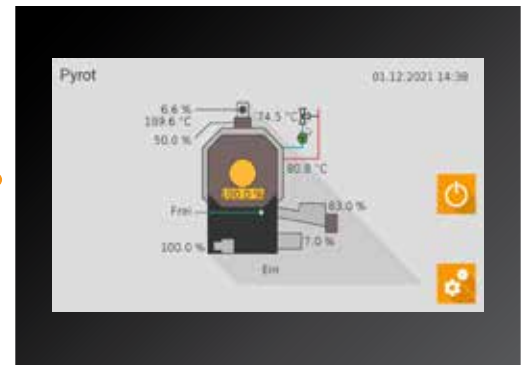 Pyrot
01.12.2021 14:38
6.6 %
109.6 °C
74.5 °C
50.0 %
80.8 °C
100.0 %
Frei
83.0 %
100.0 %
7.0 %
Ein